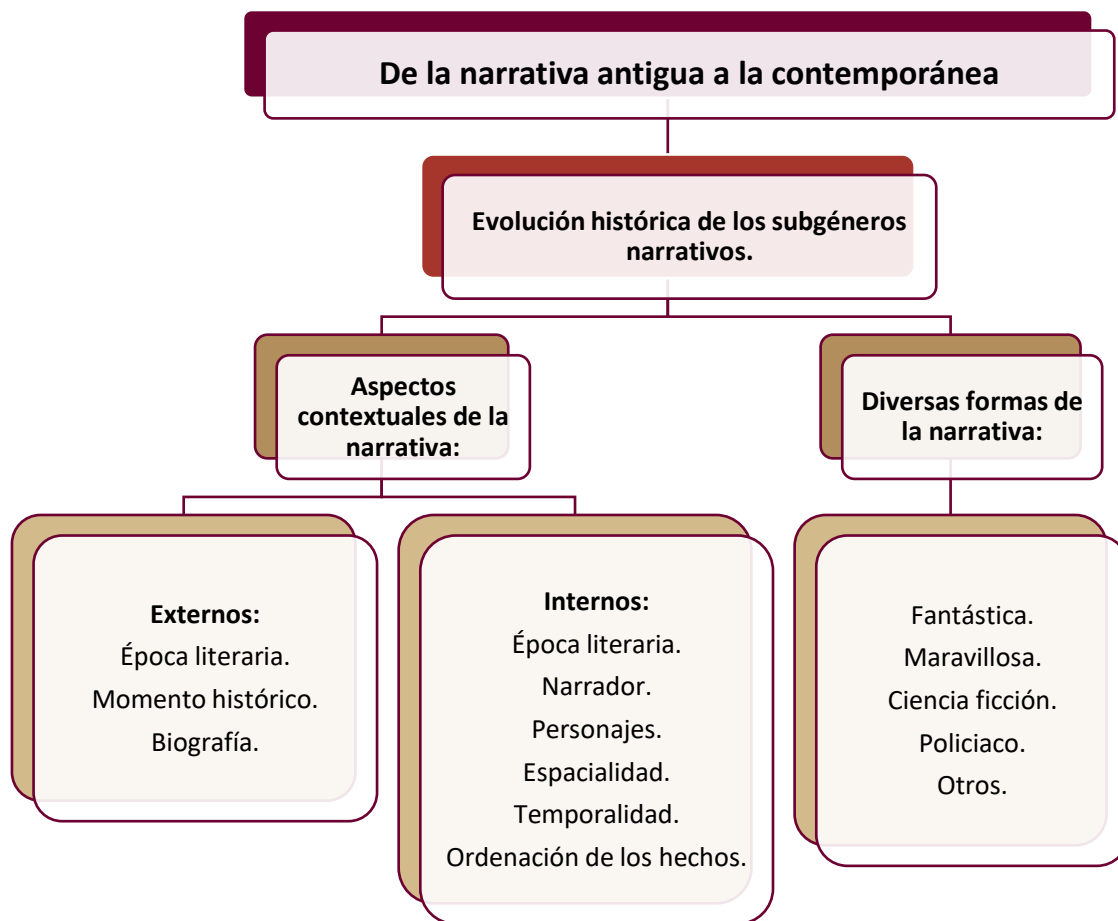 De la narrativa antigua a la contemporánea
Evolución histórica de los subgéneros
narrativos.
Aspectos
contextuales de la
narrativa:
Diversas formas de
la narrativa:
Externos:
Época literaria.
Momento histórico.
Biografía.
Internos:
Época literaria.
Narrador.
Personajes.
Espacialidad.
Temporalidad.
Ordenación de los hechos.
Fantástica.
Maravillosa.
Ciencia ficción.
Policiaco.
Otros.